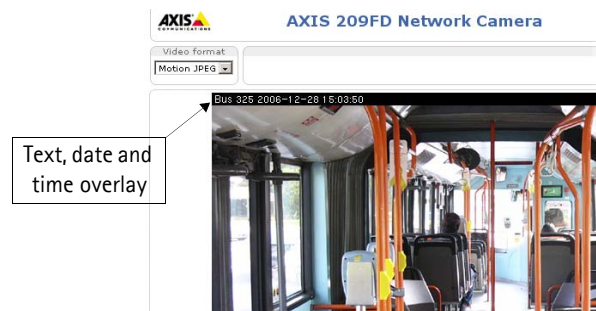 AXIS
COMMUNICATIONS
AXIS 209FD Network Camera
Video format
Motion JPEG
Bus 325 2006-12-28 15:03:50
Text, date and
time overlay